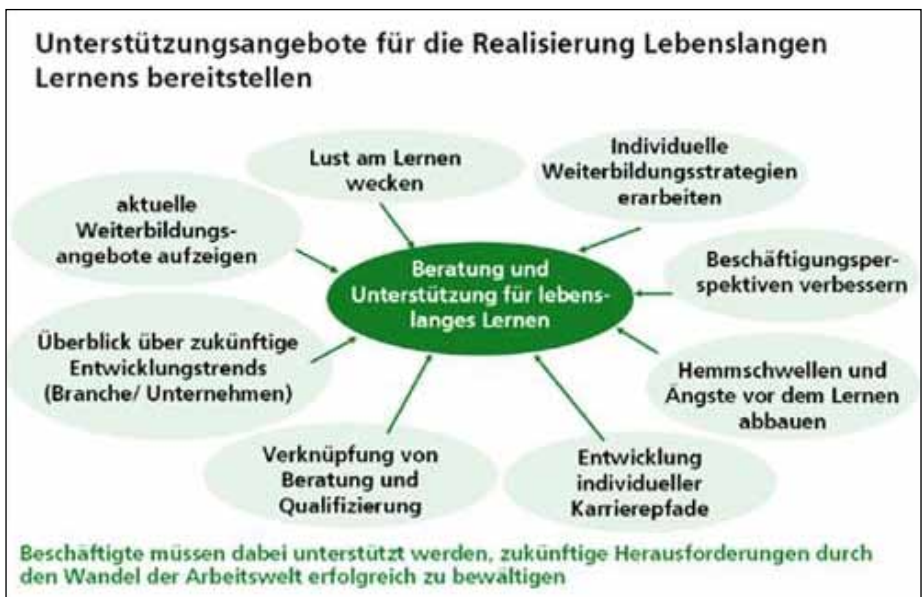 Unterstützungsangebote für die Realisierung Lebenslangen
Lernens bereitstellen
Lust am Lernen
wecken
Individuelle
Weiterbildungsstrategien
erarbeiten
aktuelle
Weiterbildungs-
angebote aufzeigen
Beratung und
Unterstützung für lebens-
langes Lernen
Beschäftigungsper-
spektiven verbessern
Überblick über zukünftige
Entwicklungstrends
(Branche/ Unternehmen)
Hemmschwellen und
Ängste vor dem Lernen
abbauen
Verknüpfung von
Beratung und
Qualifizierung
Entwicklung
individueller
Karrierepfade
Beschäftigte müssen dabei unterstützt werden, zukünftige Herausforderungen durch
den Wandel der Arbeitswelt erfolgreich zu bewältigen